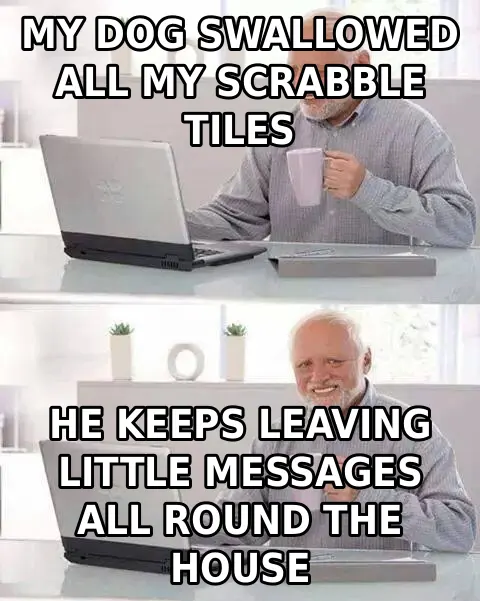 MY DOG SWALLOWED
ALL MY SCRABBLE
TILES
HE KEEPS LEAVING
LITTLE MESSAGES
ALL ROUND THE
HOUSE